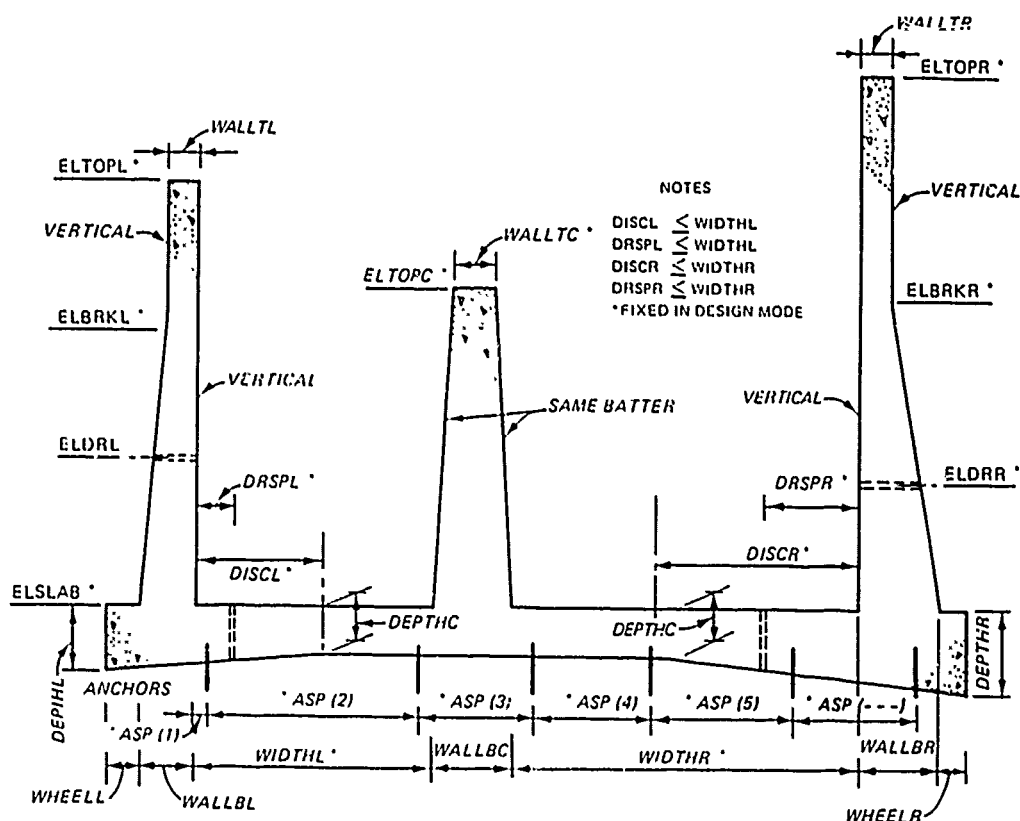 WALLTR
ELTOPR *
WALLTL
ELTOPL *
VERTICAL
VERTICAL
NOTES
DISCL ≤ WIDTHL
DRSPL ≤ WIDTHL
DISCR ≤ WIDTHR
DRSPR ≤ WIDTHR
*FIXED IN DESIGN MODE
WALLTC *
ELTOPC *
ELBRKL *
ELBRKR *
VERTICAL
SAME BATTER
VERTICAL
ELDRL
DRSPL *
DRSPR *
ELDRR *
DISCL *
DISCR *
ELSLAB *
DEPTHC
DEPTHC
DEPTHL
DEPTHR
ANCHORS
* ASP (1)
* ASP (2)
* ASP (3)
* ASP (4)
* ASP (5)
* ASP (---)
WIDTHL *
WALLBC
WIDTHR *
WALLBR
WHEELL
WALLBL
WHEELR